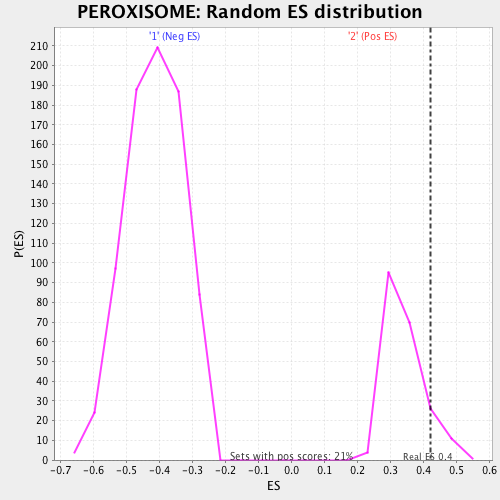 PEROXISOME: Random ES distribution
'1' (Neg ES)
'2' (Pos ES)
P(ES)
210
200
190
180
170
160
150
140
130
120
110
100
90
80
70
60
50
40
30
20
10
0
Sets with pos scores: 21%
Real ES 0.4
-0.7 -0.6 -0.5 -0.4 -0.3 -0.2 -0.1 0.0 0.1 0.2 0.3 0.4 0.5 0.6
ES